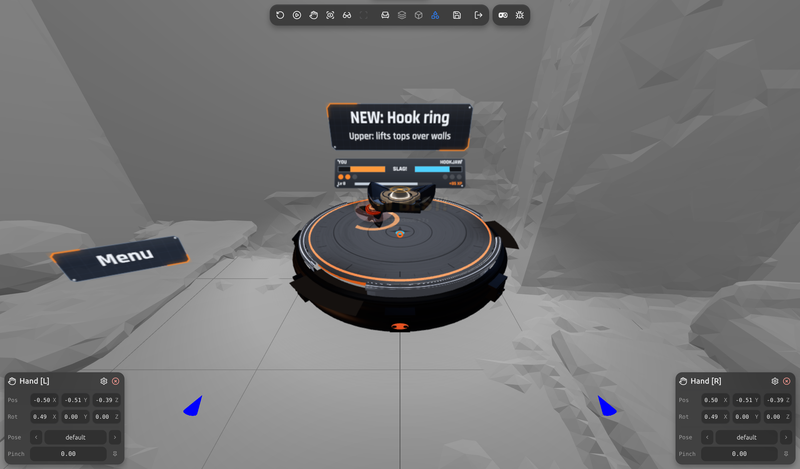 NEW: Hook ring
Upper: lifts tops over walls
YOU
SLAG!
HOOKJAW
Menu
Hand [L]
Pos -0.50 X -0.51 Y -0.39 Z
Rot 0.49 X 0.00 Y 0.00 Z
Pose default
Pinch 0.00
Hand [R]
Pos 0.50 X -0.51 Y -0.39 Z
Rot 0.49 X 0.00 Y 0.00 Z
Pose default
Pinch 0.00